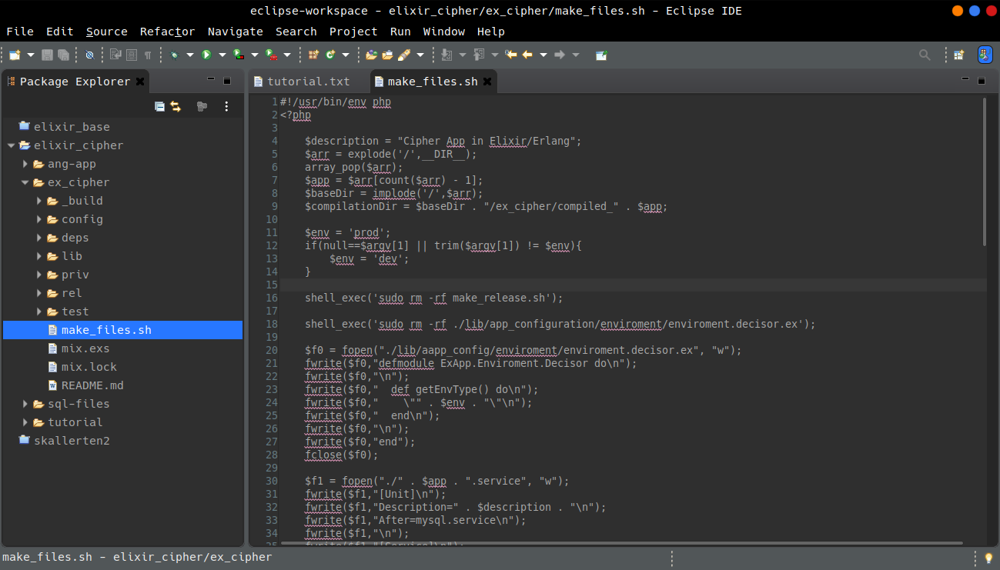 eclipse-workspace - elixir_cipher/ex_cipher/make_files.sh - Eclipse IDE
File Edit Source Refactor Navigate Search Project Run Window Help
Package Explorer
elixir_base
elixir_cipher
ang-app
ex_cipher
_build
config
deps
lib
priv
rel
test
make_files.sh
mix.exs
mix.lock
README.md
sql-files
tutorial
skallerten2
tutorial.txt make_files.sh
1 #!/usr/bin/env php
2 <?php
3
4     $description = "Cipher App in Elixir/Erlang";
5     $arr = explode('/',__DIR__);
6     array_pop($arr);
7     $app = $arr[count($arr) - 1];
8     $baseDir = implode('/',$arr);
9     $compilationDir = $baseDir . "/ex_cipher/compiled_" . $app;
10
11     $env = 'prod';
12     if(null==$argv[1] || trim($argv[1]) != $env){
13         $env = 'dev';
14     }
15
16     shell_exec('sudo rm -rf make_release.sh');
17
18     shell_exec('sudo rm -rf ./lib/app_configuration/enviroment/enviroment.decisor.ex');
19
20     $f0 = fopen("./lib/aapp_config/enviroment/enviroment.decisor.ex", "w");
21     fwrite($f0,"defmodule ExApp.Enviroment.Decisor do\n");
22     fwrite($f0,"\n");
23     fwrite($f0,"  def getEnvType() do\n");
24     fwrite($f0,"    \"" . $env . "\"\n");
25     fwrite($f0,"  end\n");
26     fwrite($f0,"\n");
27     fwrite($f0,"end");
28     fclose($f0);
29
30     $f1 = fopen("./" . $app . ".service", "w");
31     fwrite($f1,"[Unit]\n");
32     fwrite($f1,"Description=" . $description . "\n");
33     fwrite($f1,"After=mysql.service\n");
34     fwrite($f1,"\n");
35     fwrite($f1,"[Service]\n");
make_files.sh - elixir_cipher/ex_cipher